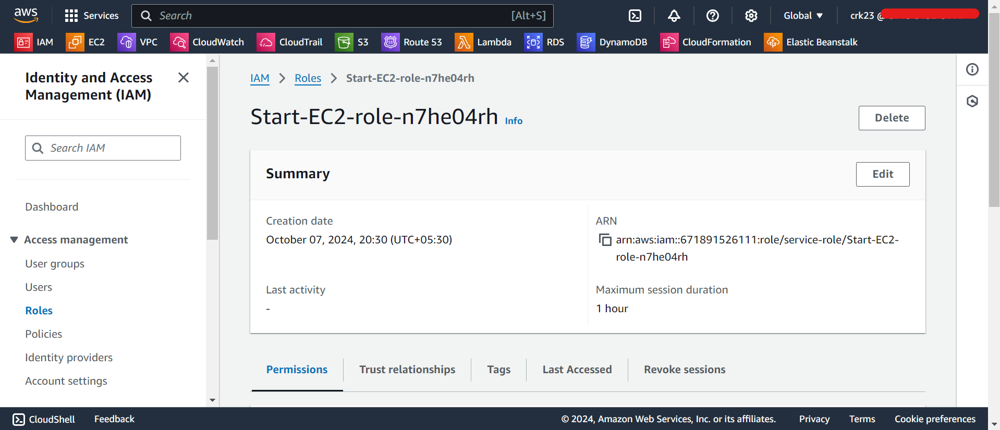 aws
Services
Search
[Alt+S]
Global
crk23 @
IAM
EC2
VPC
CloudWatch
CloudTrail
S3
53
Route 53
Lambda
RDS
DynamoDB
CloudFormation
Elastic Beanstalk
Identity and Access
Management (IAM)
Search IAM
Dashboard
Access management
User groups
Users
Roles
Policies
Identity providers
Account settings
IAM
Roles
Start-EC2-role-n7he04rh
Start-EC2-role-n7he04rh
Info
Delete
Summary
Edit
Creation date
October 07, 2024, 20:30 (UTC+05:30)
ARN
arn:aws:iam::671891526111:role/service-role/Start-EC2-
role-n7he04rh
Last activity
-
Maximum session duration
1 hour
Permissions
Trust relationships
Tags
Last Accessed
Revoke sessions
CloudShell
Feedback
© 2024, Amazon Web Services, Inc. or its affiliates.
Privacy
Terms
Cookie preferences